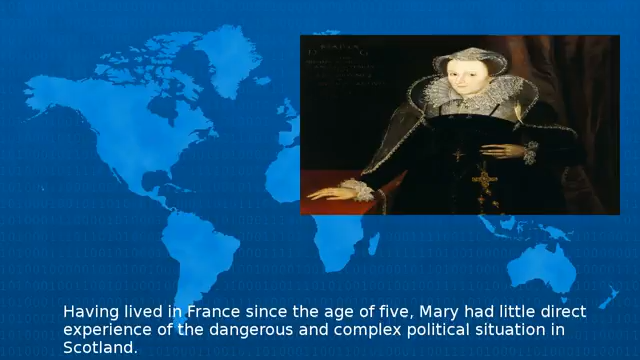 Having lived in France since the age of five, Mary had little direct
experience of the dangerous and complex political situation in
Scotland.